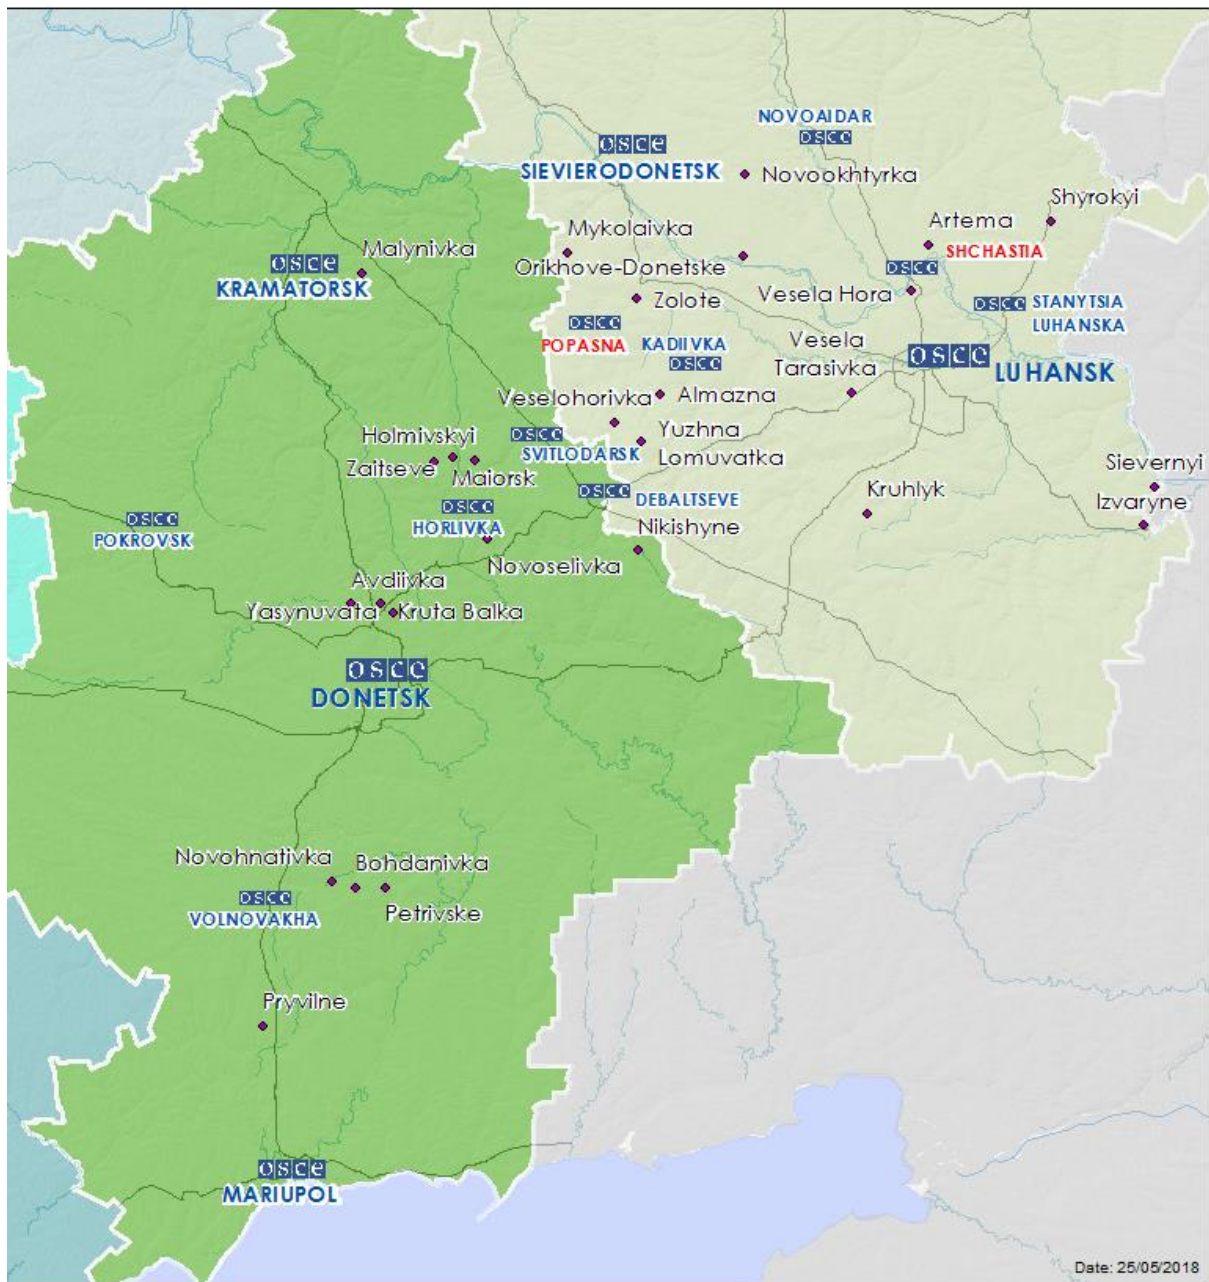 NOVOAIDAR
OSCE
OSCE
SIEVIERODONETSK
Novookhtyrka
Shyrokyi
Artema
SHCHASTIA
OSCE
Mykolaivka
Orikhove-Donetske
Malynivka
OSCE
KRAMATORSK
Vesela Hora
Zolote
OSCE
STANYTSIA
LUHANSKA
OSCE
POPASNA
KADIIVKA
OSCE
Vesela
Tarasivka
OSCE
LUHANSK
Veselohorivka
Almazna
Yuzhna
Lomuvatka
Holmivskyi
Zaitseve
Maiorsk
OSCE
SVITLODARSK
Sievernyi
Izvaryne
Kruhlyk
OSCE
DEBALTSEVE
OSCE
HORLIVKA
OSCE
POKROVSK
Nikishyne
Novoselivka
Avdiivka
Yasynuvata
Kruta Balka
OSCE
DONETSK
Novohnativka
Bohdanivka
Petrivske
OSCE
VOLNOVAKHA
Pryvilne
OSCE
MARIUPOL
Date: 25/05/2018